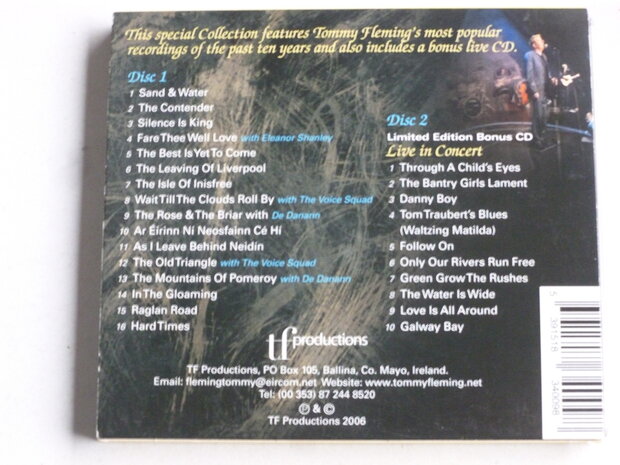 This special Collection features Tommy Fleming's most popular
recordings of the past ten years and also includes a bonus live CD.
Disc 1
1 Sand & Water
2 The Contender
3 Silence Is King
4 Fare Thee Well Love with Eleanor Shanley
5 The Best Is Yet To Come
6 The Leaving Of Liverpool
7 The Isle Of Inisfree
8 Wait Till The Clouds Roll By with The Voice Squad
9 The Rose & The Briar with De Danann
10 Ar Éirinn Ní Neosfainn Cé Hí
11 As I Leave Behind Neidín
12 The Old Triangle with The Voice Squad
13 The Mountains Of Pomeroy with De Danann
14 In The Gloaming
15 Raglan Road
16 Hard Times
Disc 2
Limited Edition Bonus CD
Live in Concert
1 Through A Child's Eyes
2 The Bantry Girls Lament
3 Danny Boy
4 Tom Traubert's Blues
(Waltzing Matilda)
5 Follow On
6 Only Our Rivers Run Free
7 Green Grow The Rushes
8 The Water Is Wide
9 Love Is All Around
10 Galway Bay
tf productions
TF Productions, PO Box 105, Ballina, Co. Mayo, Ireland.
Email: flemingtommy@eircom.net Website: www.tommyfleming.net
Tel: (00 353) 87 244 8520
℗ & ©
TF Productions 2006
5 391518 340098